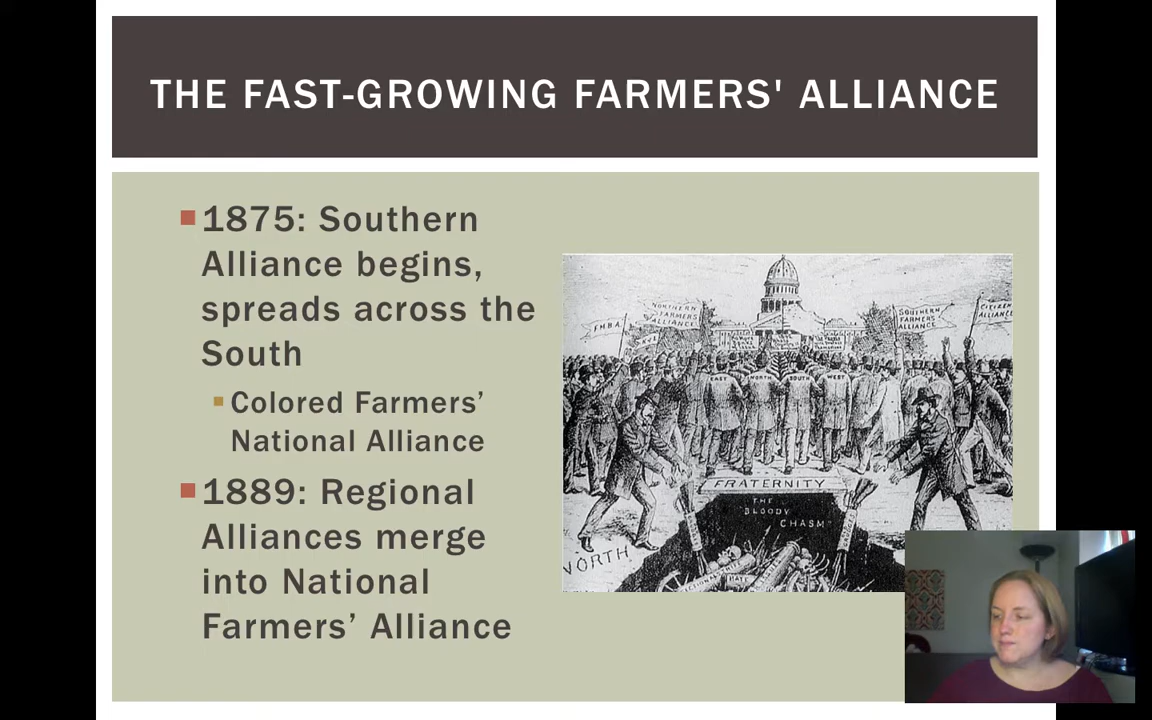 THE FAST-GROWING FARMERS' ALLIANCE
1875: Southern
Alliance begins,
spreads across the
South
Colored Farmers’
National Alliance
1889: Regional
Alliances merge
into National
Farmers’ Alliance
F.M.B.A.
NORTHERN
FARMERS
ALLIANCE
SOUTHERN
FARMERS
ALLIANCE
CITIZEN
ALLIANCE
EAST NORTH SOUTH WEST
FRATERNITY
THE
BLOODY
CHASM
NORTH
HATE